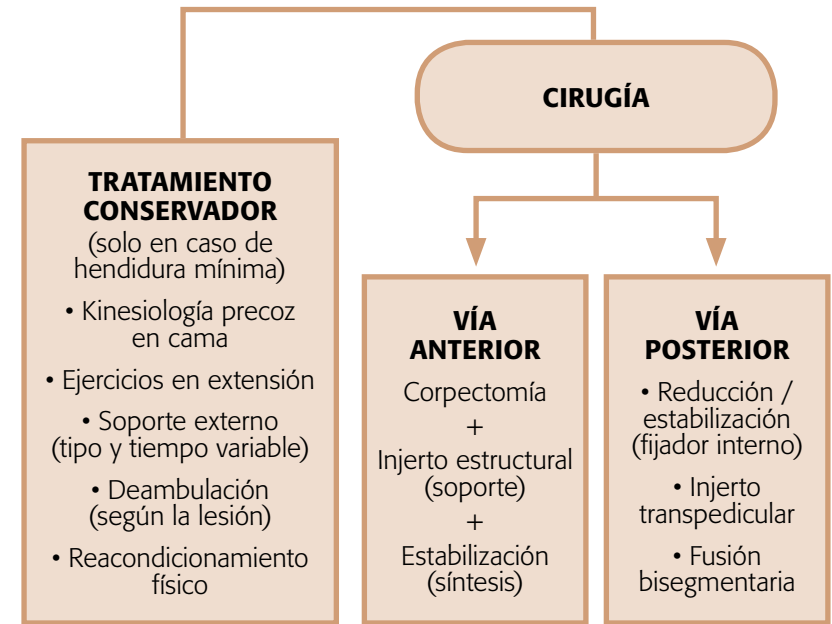 CIRUGÍA
TRATAMIENTO
CONSERVADOR
(solo en caso de
hendidura mínima)
• Kinesiología precoz
en cama
• Ejercicios en extensión
• Soporte externo
(tipo y tiempo variable)
• Deambulación
(según la lesión)
• Reacondicionamiento
físico
VÍA
ANTERIOR
Corpectomía
+
Injerto estructural
(soporte)
+
Estabilización
(síntesis)
VÍA
POSTERIOR
• Reducción /
estabilización
(fijador interno)
• Injerto
transpedicular
• Fusión
bisegmentaria